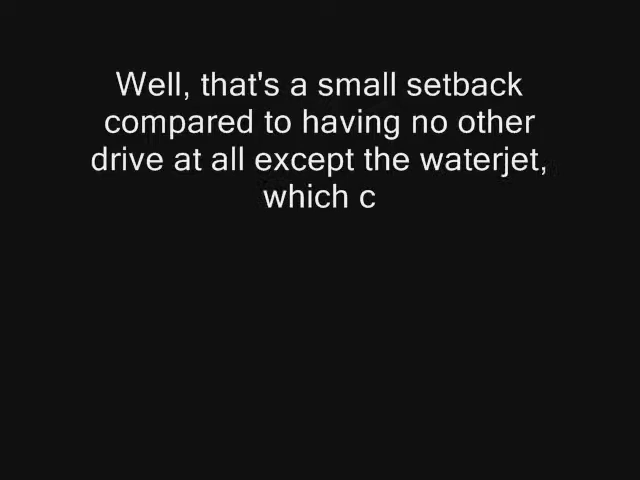 Well, that's a small setback
compared to having no other
drive at all except the waterjet,
which c